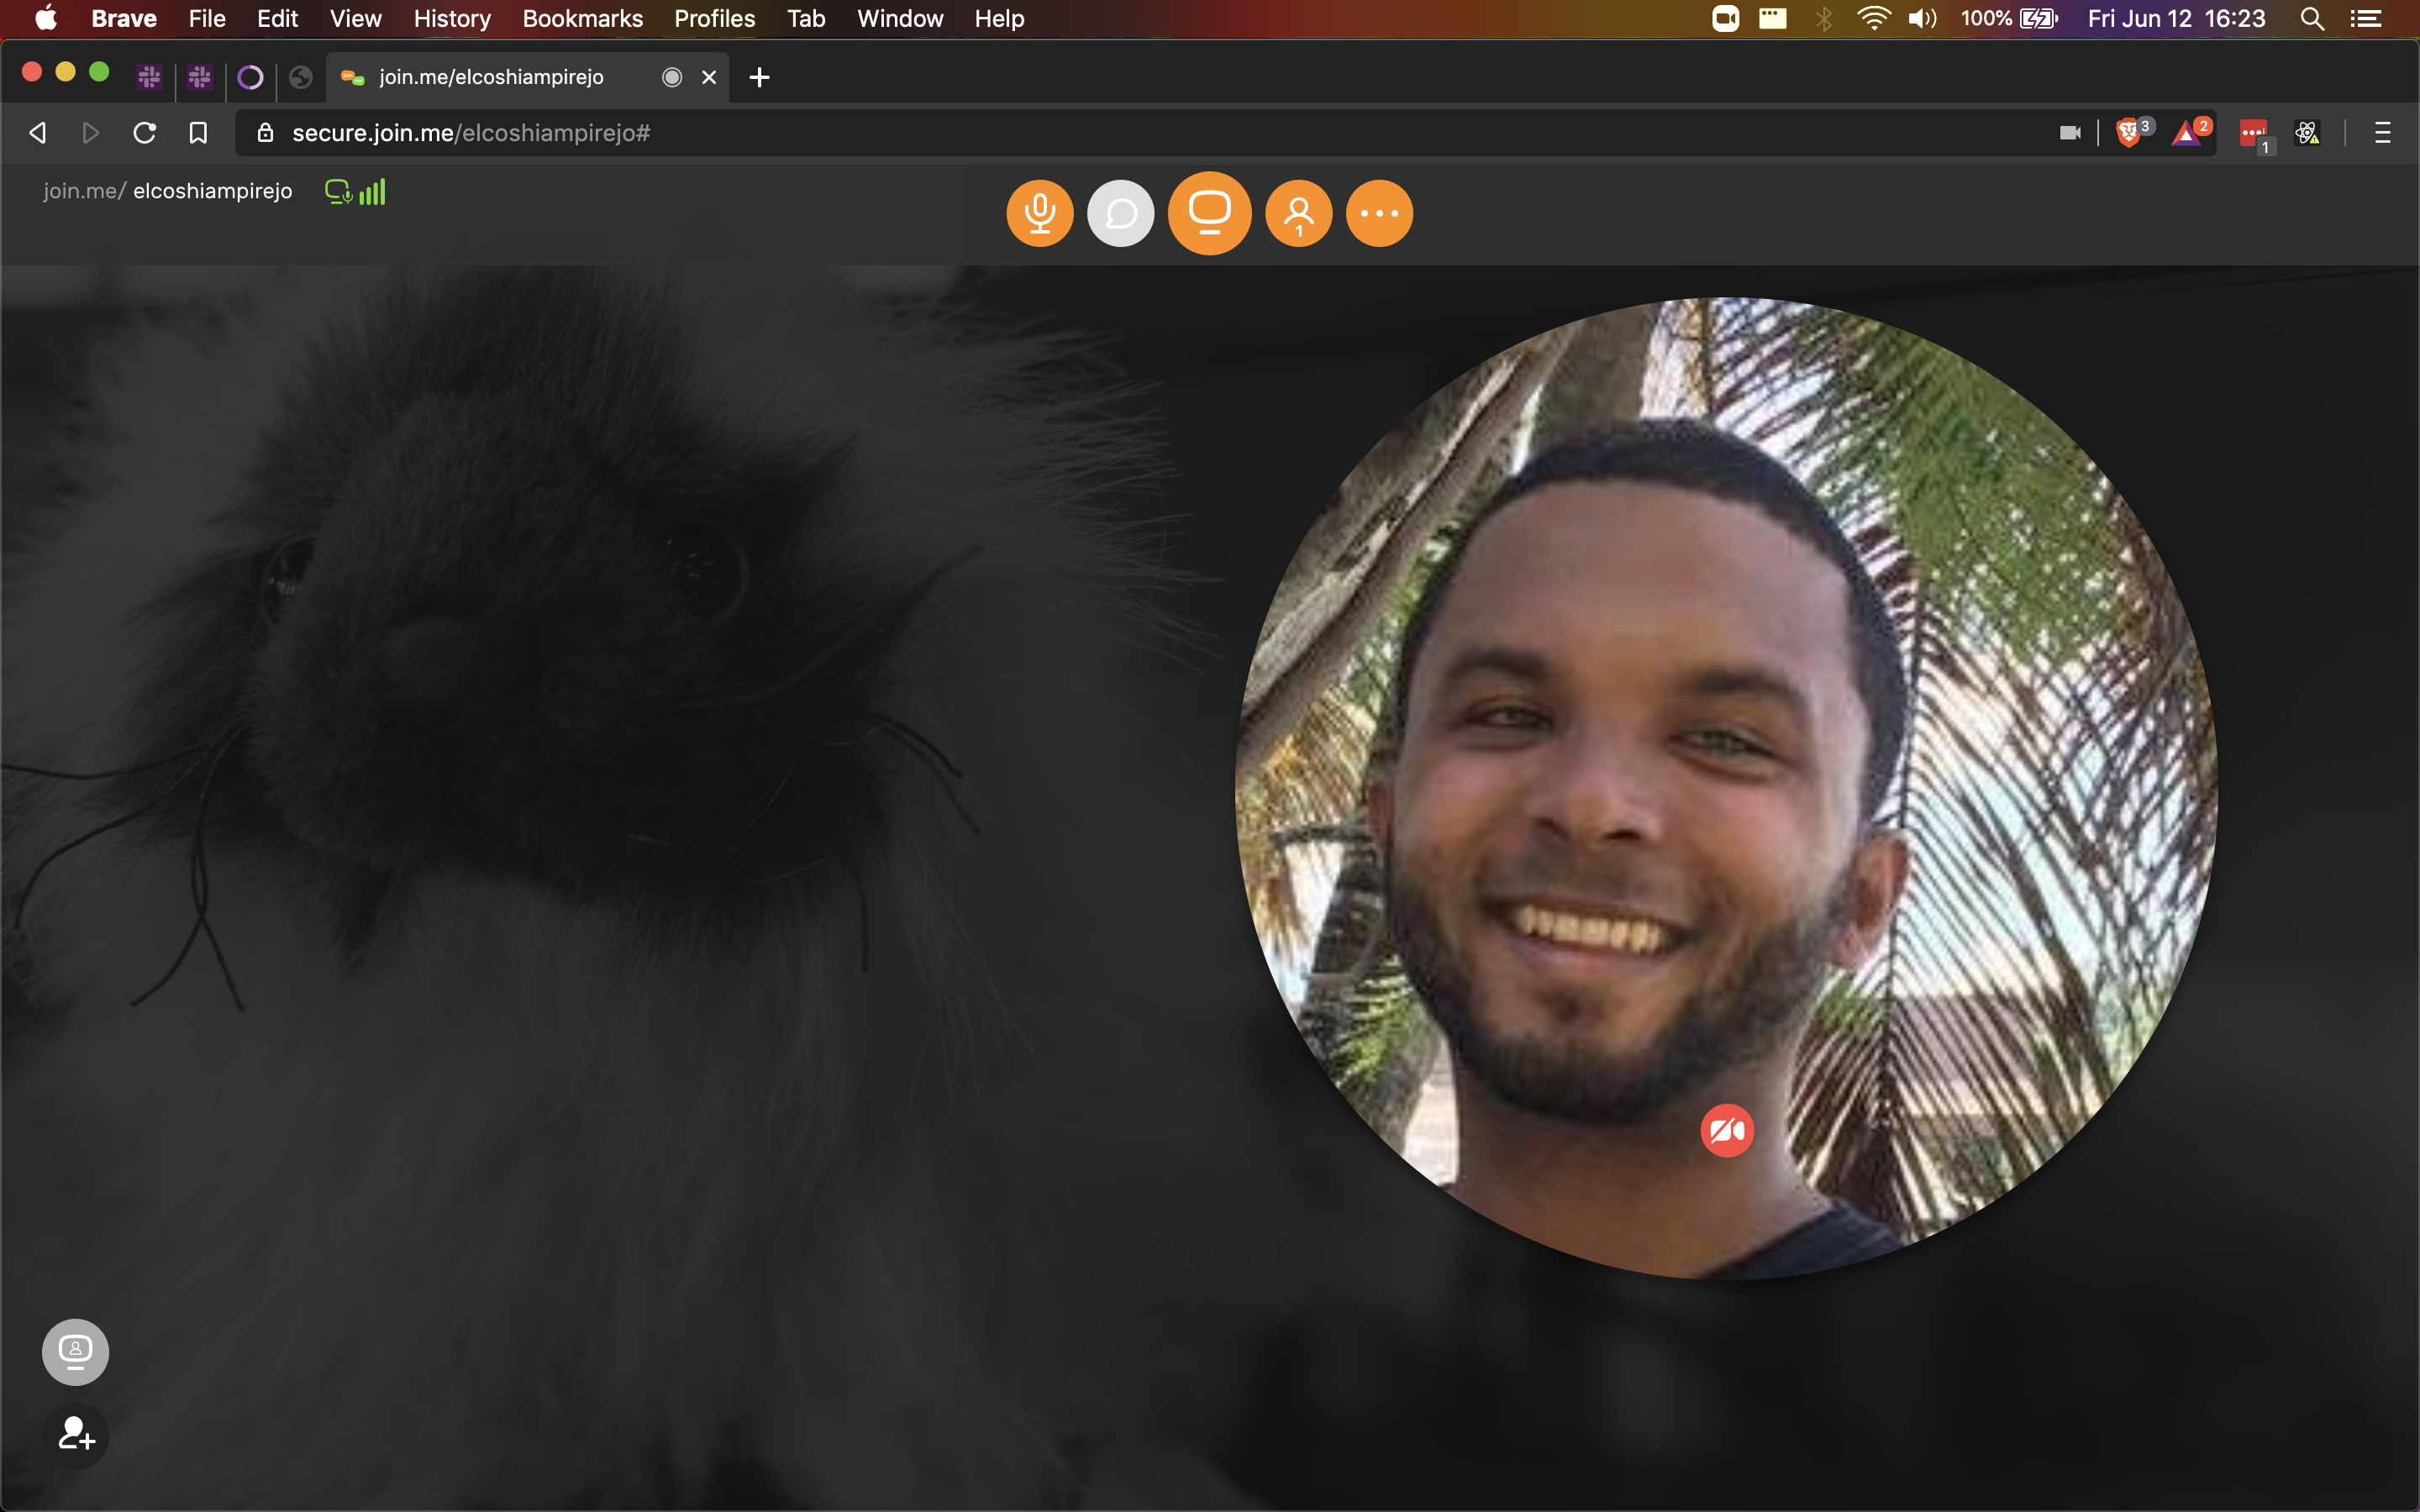 Brave File Edit View History Bookmarks Profiles Tab Window Help 100% Fri Jun 12 16:23
join.me/elcoshiampirejo
secure.join.me/elcoshiampirejo# 3 2 1
join.me/ elcoshiampirejo
1